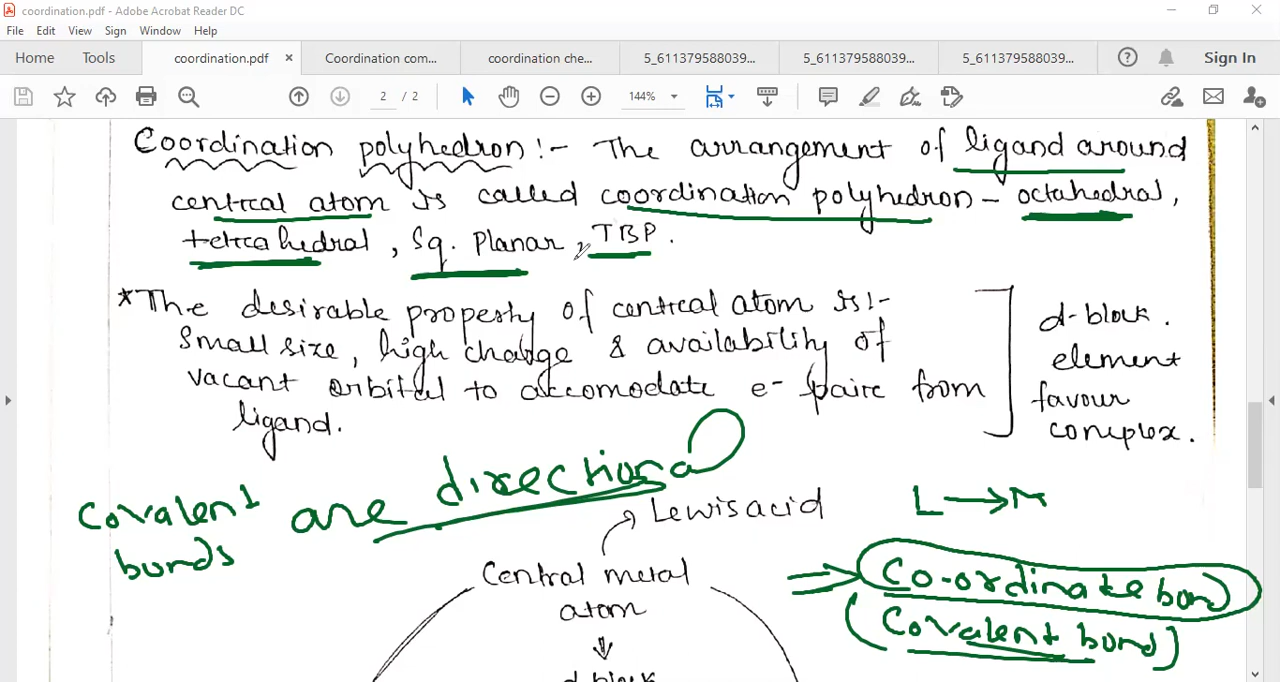 coordination.pdf - Adobe Acrobat Reader DC
File Edit View Sign Window Help
Home Tools coordination.pdf × Coordination com... coordination che... 5_611379588039... 5_611379588039... 5_611379588039... Sign In
2 / 2 144%
Coordination polyhedron :- The arrangement of ligand around
central atom is called coordination polyhedron - octahedral,
tetrahedral, Sq. Planar, TBP.
*The desirable property of central atom is :-
Small size, high charge & availability of
vacant orbital to accomodate e- pair from
ligand.
d-block.
element
favour
complex.
Covalent are directional
bonds
Lewis acid
L → M
Central metal
atom
d block
⇒ Co-ordinate bond
(Covalent bond)